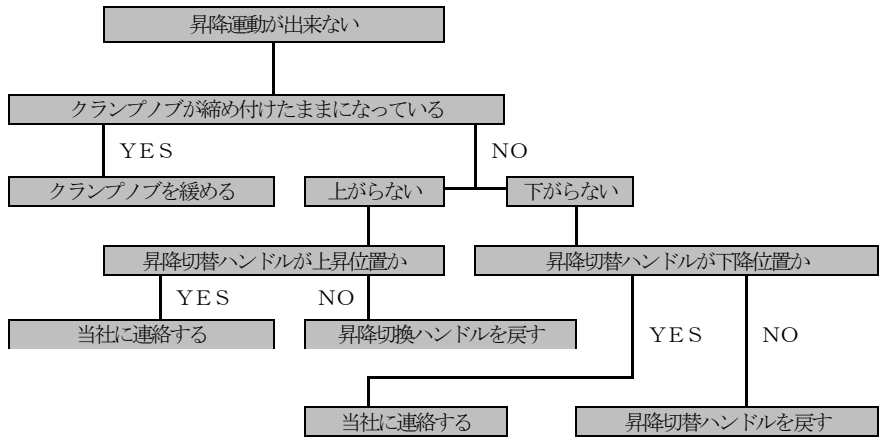 昇降運動が出来ない
クランプノブが締め付けたままになっている
ＹＥＳ
ＮＯ
クランプノブを緩める
上がらない
下がらない
昇降切替ハンドルが上昇位置か
昇降切替ハンドルが下降位置か
ＹＥＳ
ＮＯ
当社に連絡する
昇降切換ハンドルを戻す
ＹＥＳ
ＮＯ
当社に連絡する
昇降切替ハンドルを戻す